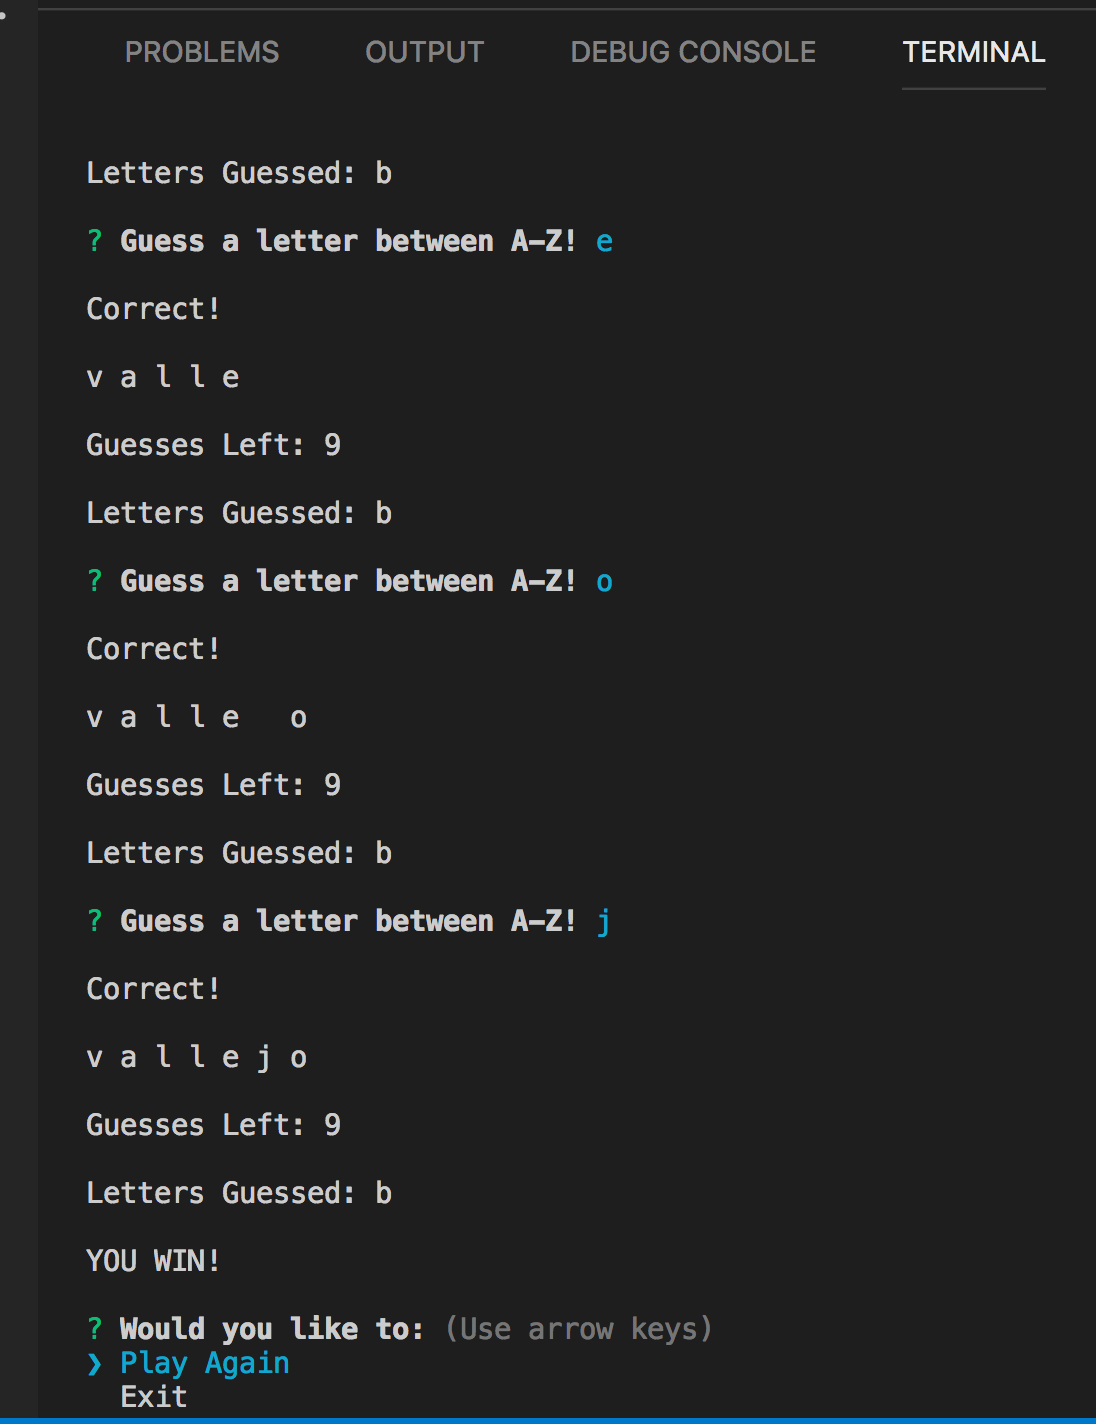 PROBLEMS OUTPUT DEBUG CONSOLE TERMINAL
Letters Guessed: b
? Guess a letter between A-Z! e
Correct!
v a l l e
Guesses Left: 9
Letters Guessed: b
? Guess a letter between A-Z! o
Correct!
v a l l e   o
Guesses Left: 9
Letters Guessed: b
? Guess a letter between A-Z! j
Correct!
v a l l e j o
Guesses Left: 9
Letters Guessed: b
YOU WIN!
? Would you like to: (Use arrow keys)
❯ Play Again
Exit